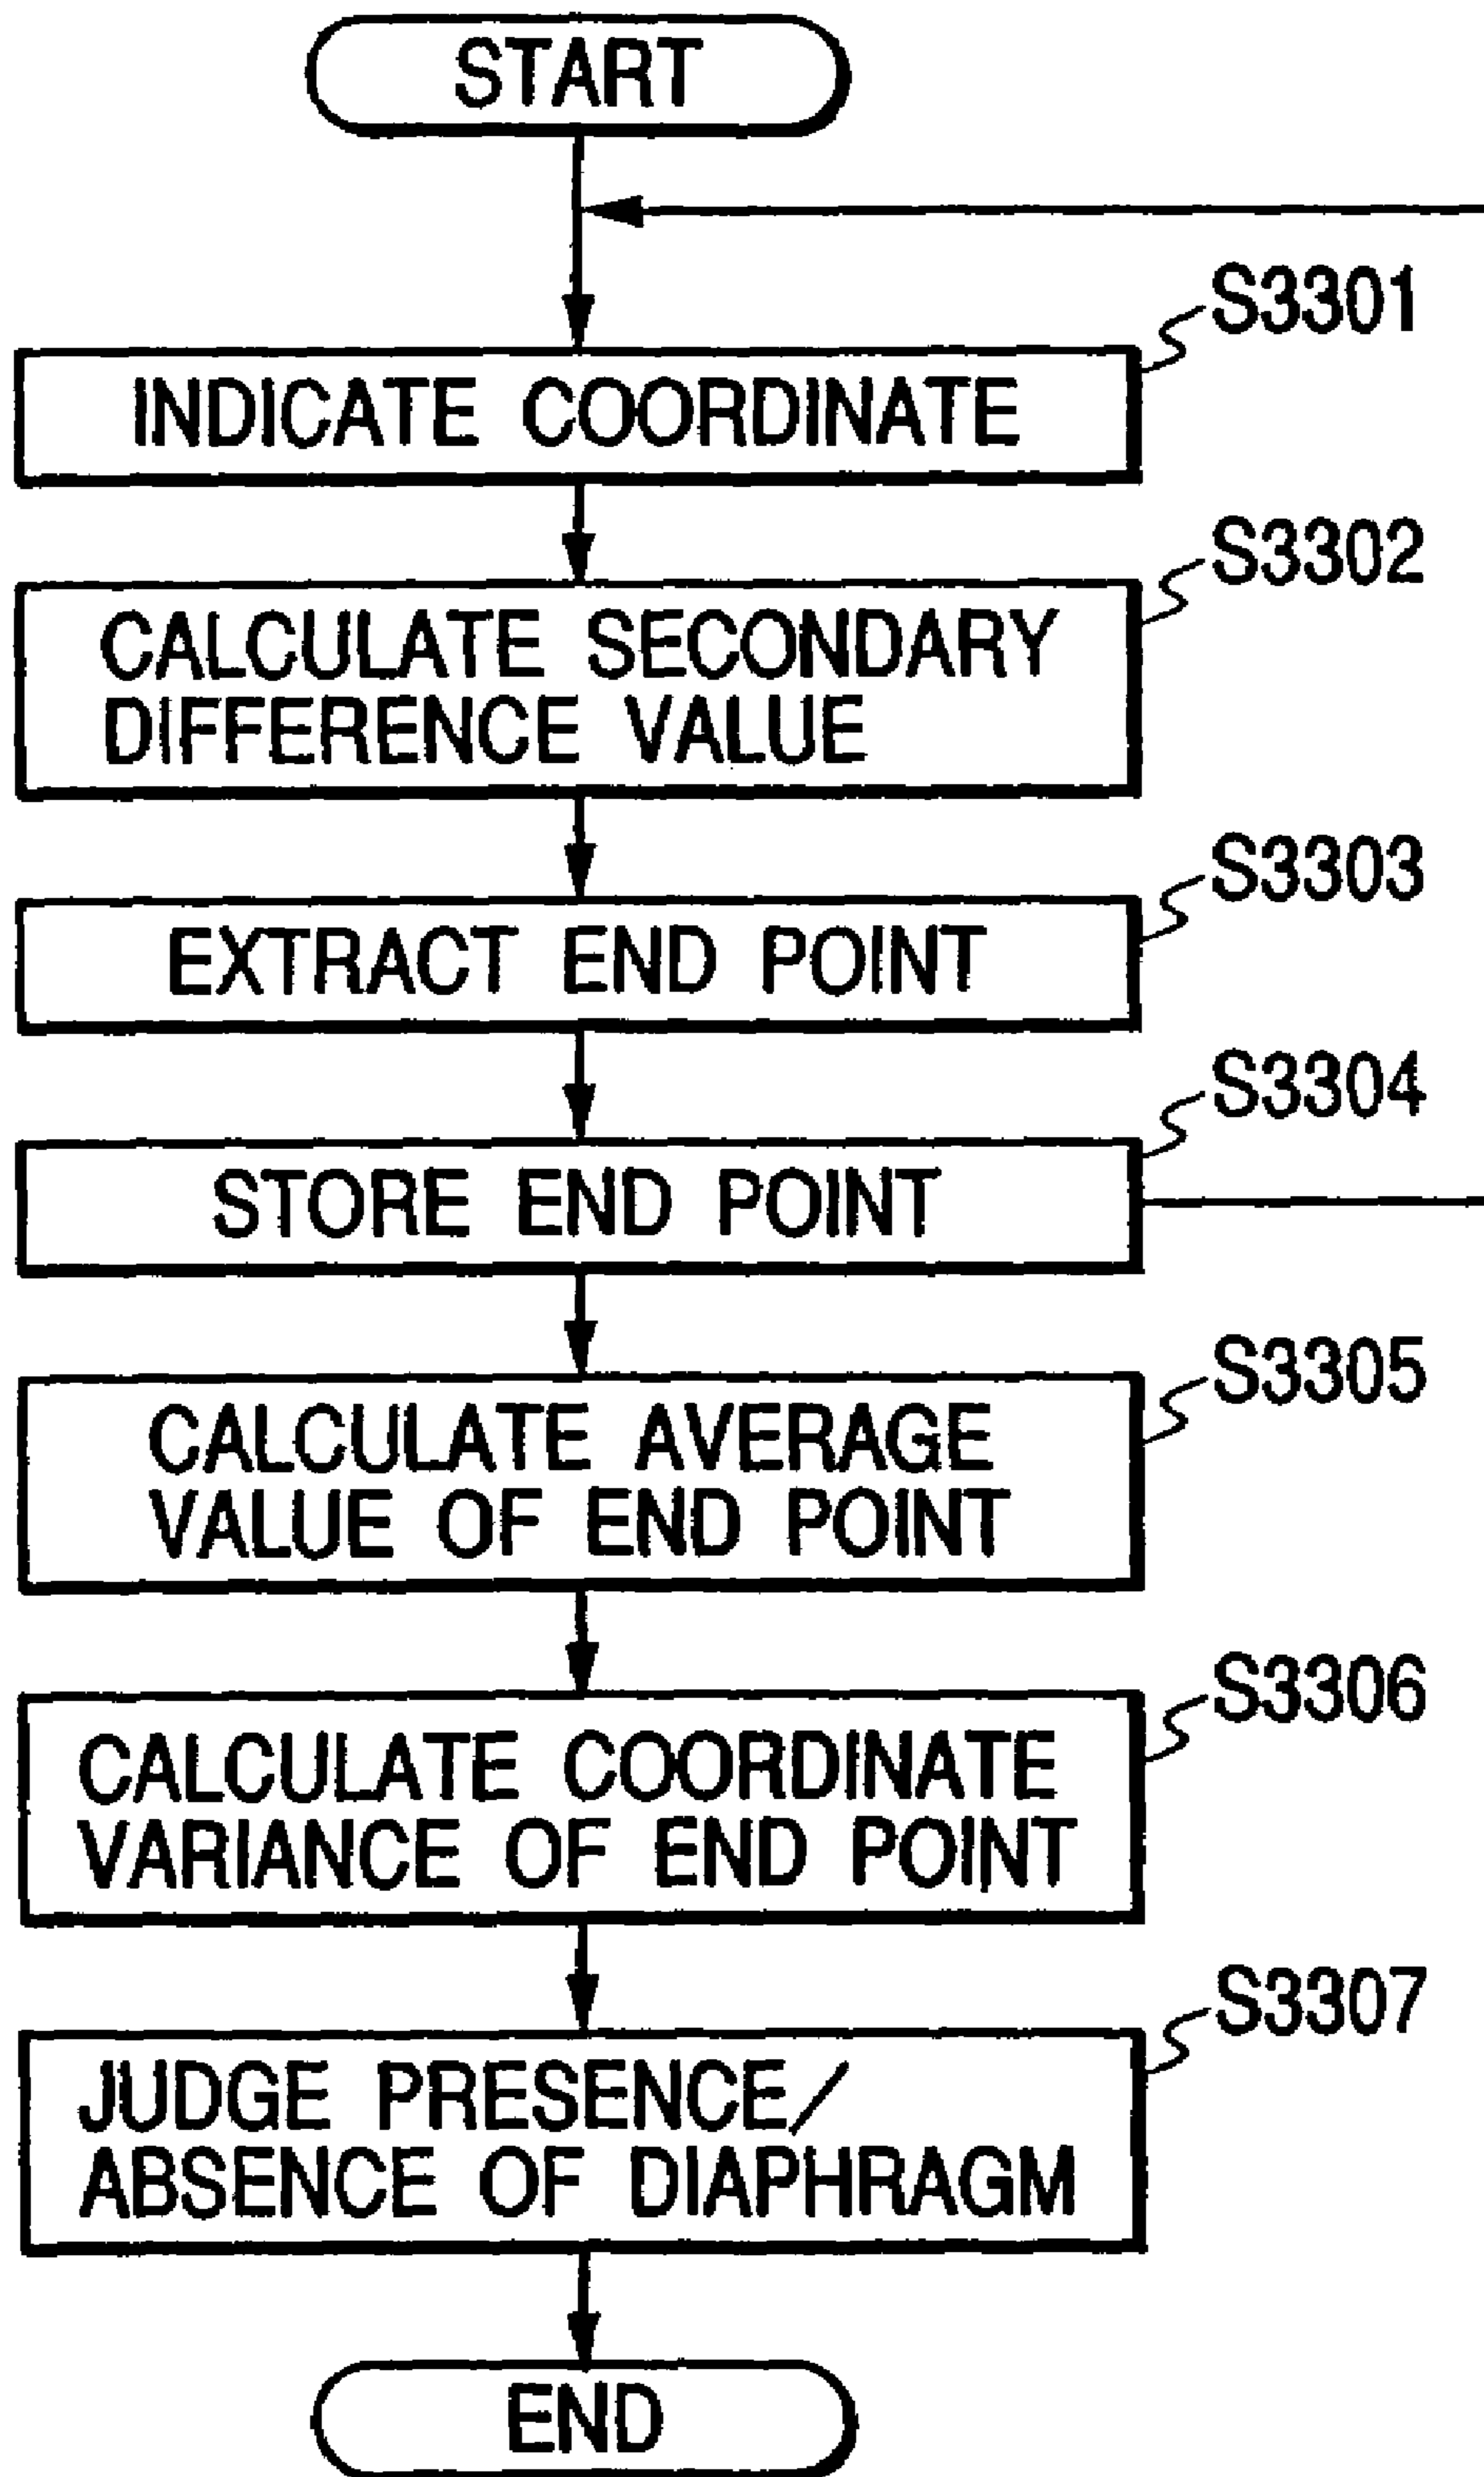 START
S3301
INDICATE COORDINATE
S3302
CALCULATE SECONDARY
DIFFERENCE VALUE
S3303
EXTRACT END POINT
S3304
STORE END POINT
S3305
CALCULATE AVERAGE
VALUE OF END POINT
S3306
CALCULATE COORDINATE
VARIANCE OF END POINT
S3307
JUDGE PRESENCE/
ABSENCE OF DIAPHRAGM
END